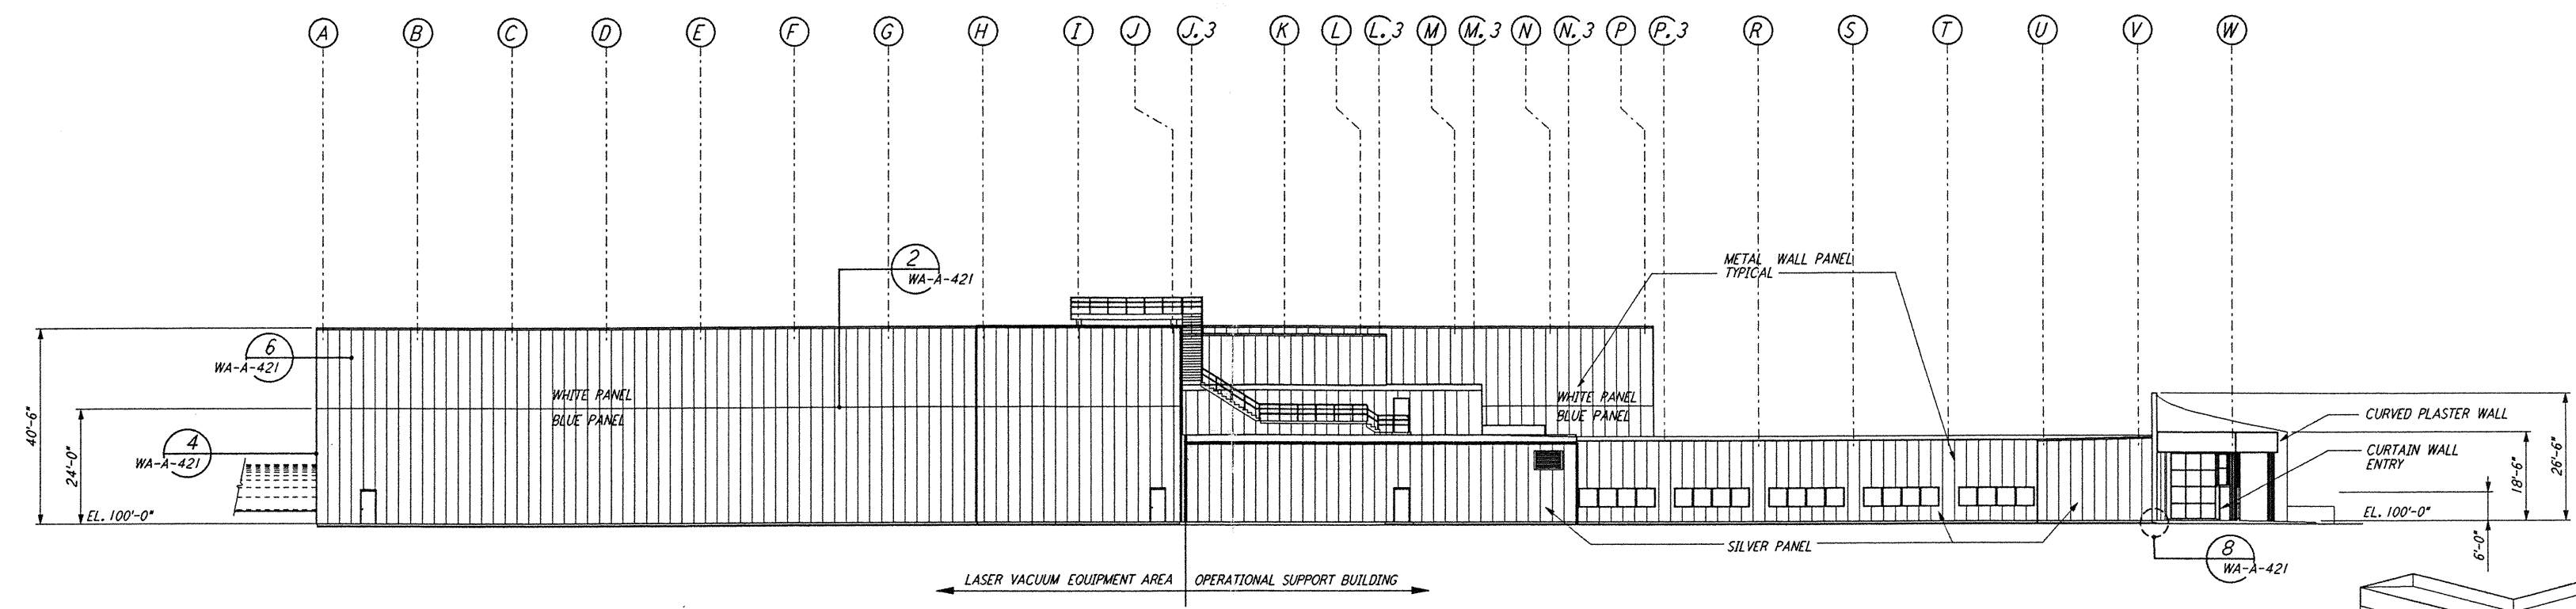 A B C D E F G H I J J.3 K L L.3 M M.3 N N.3 P P.3 R S T U V W
2
WA-A-421
METAL WALL PANEL
TYPICAL
6
WA-A-421
WHITE PANEL
BLUE PANEL
WHITE PANEL
BLUE PANEL
40'-6"
24'-0"
4
WA-A-421
EL. 100'-0"
CURVED PLASTER WALL
CURTAIN WALL
ENTRY
18'-6"
26'-6"
EL. 100'-0"
6'-0"
SILVER PANEL
8
WA-A-421
LASER VACUUM EQUIPMENT AREA
OPERATIONAL SUPPORT BUILDING